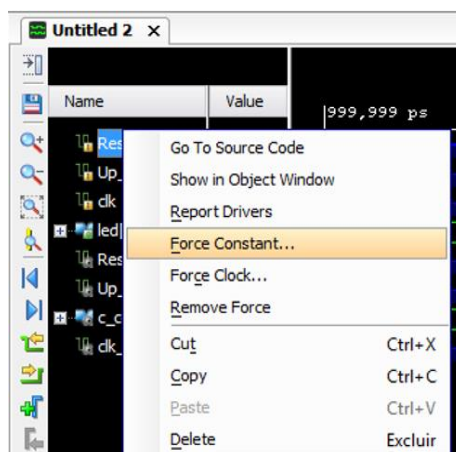 Untitled 2
Name Value
999,999 ps
Res
Up_
clk
led
Res
Up_
c_c
clk_
Go To Source Code
Show in Object Window
Report Drivers
Force Constant...
Force Clock...
Remove Force
Cut Ctrl+X
Copy Ctrl+C
Paste Ctrl+V
Delete Excluir